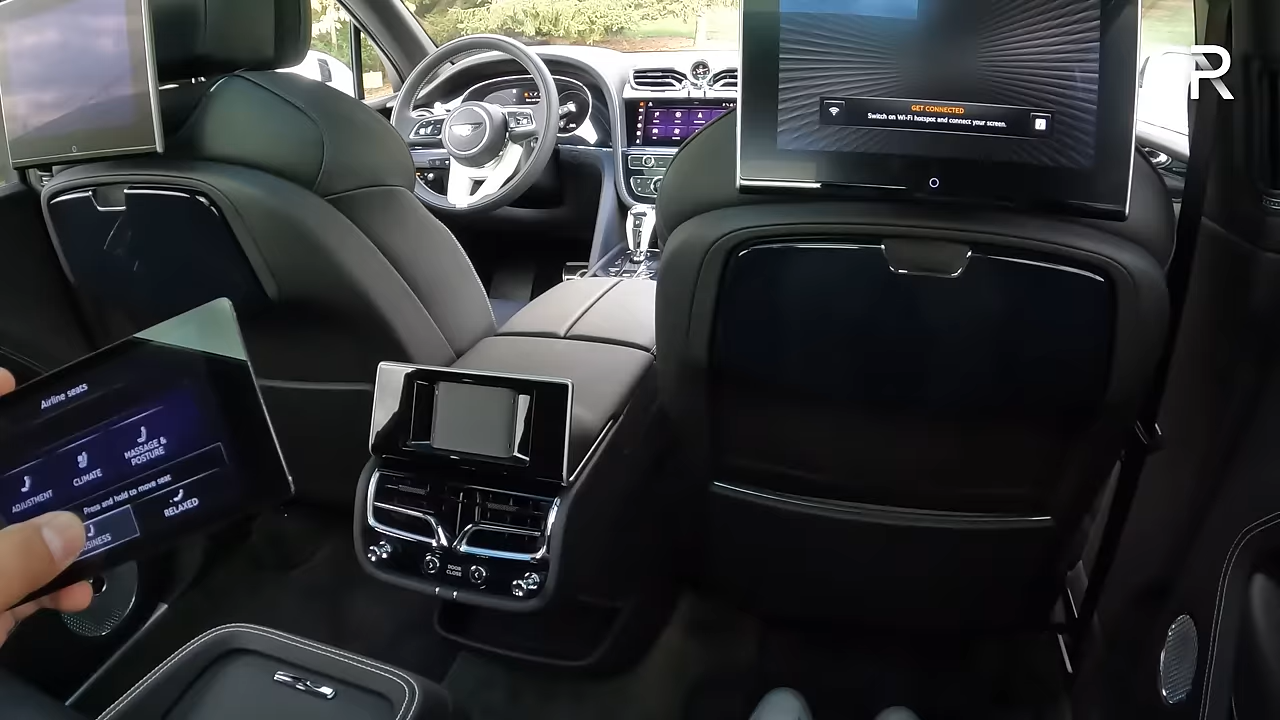 R
GET CONNECTED
Switch on Wi-Fi hotspot and connect your screen.
Airline seats
ADJUSTMENT
CLIMATE
MASSAGE &
POSTURE
Press and hold to move seat
RELAXED
DOOR
CLOSE